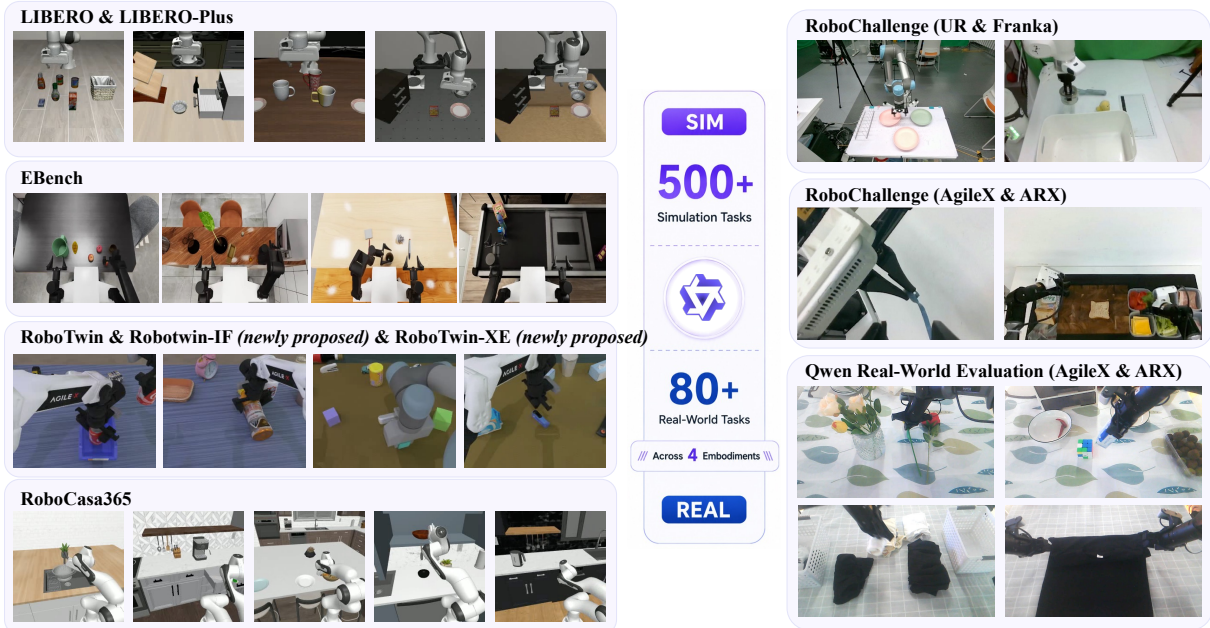 LIBERO & LIBERO-Plus
EBench
RoboTwin & Robotwin-IF (newly proposed) & RoboTwin-XE (newly proposed)
AGILE
AGILE
AGILE
RoboCasa365
SIM
500+
Simulation Tasks
80+
Real-World Tasks
Across 4 Embodiments
REAL
RoboChallenge (UR & Franka)
RoboChallenge (AgileX & ARX)
Qwen Real-World Evaluation (AgileX & ARX)